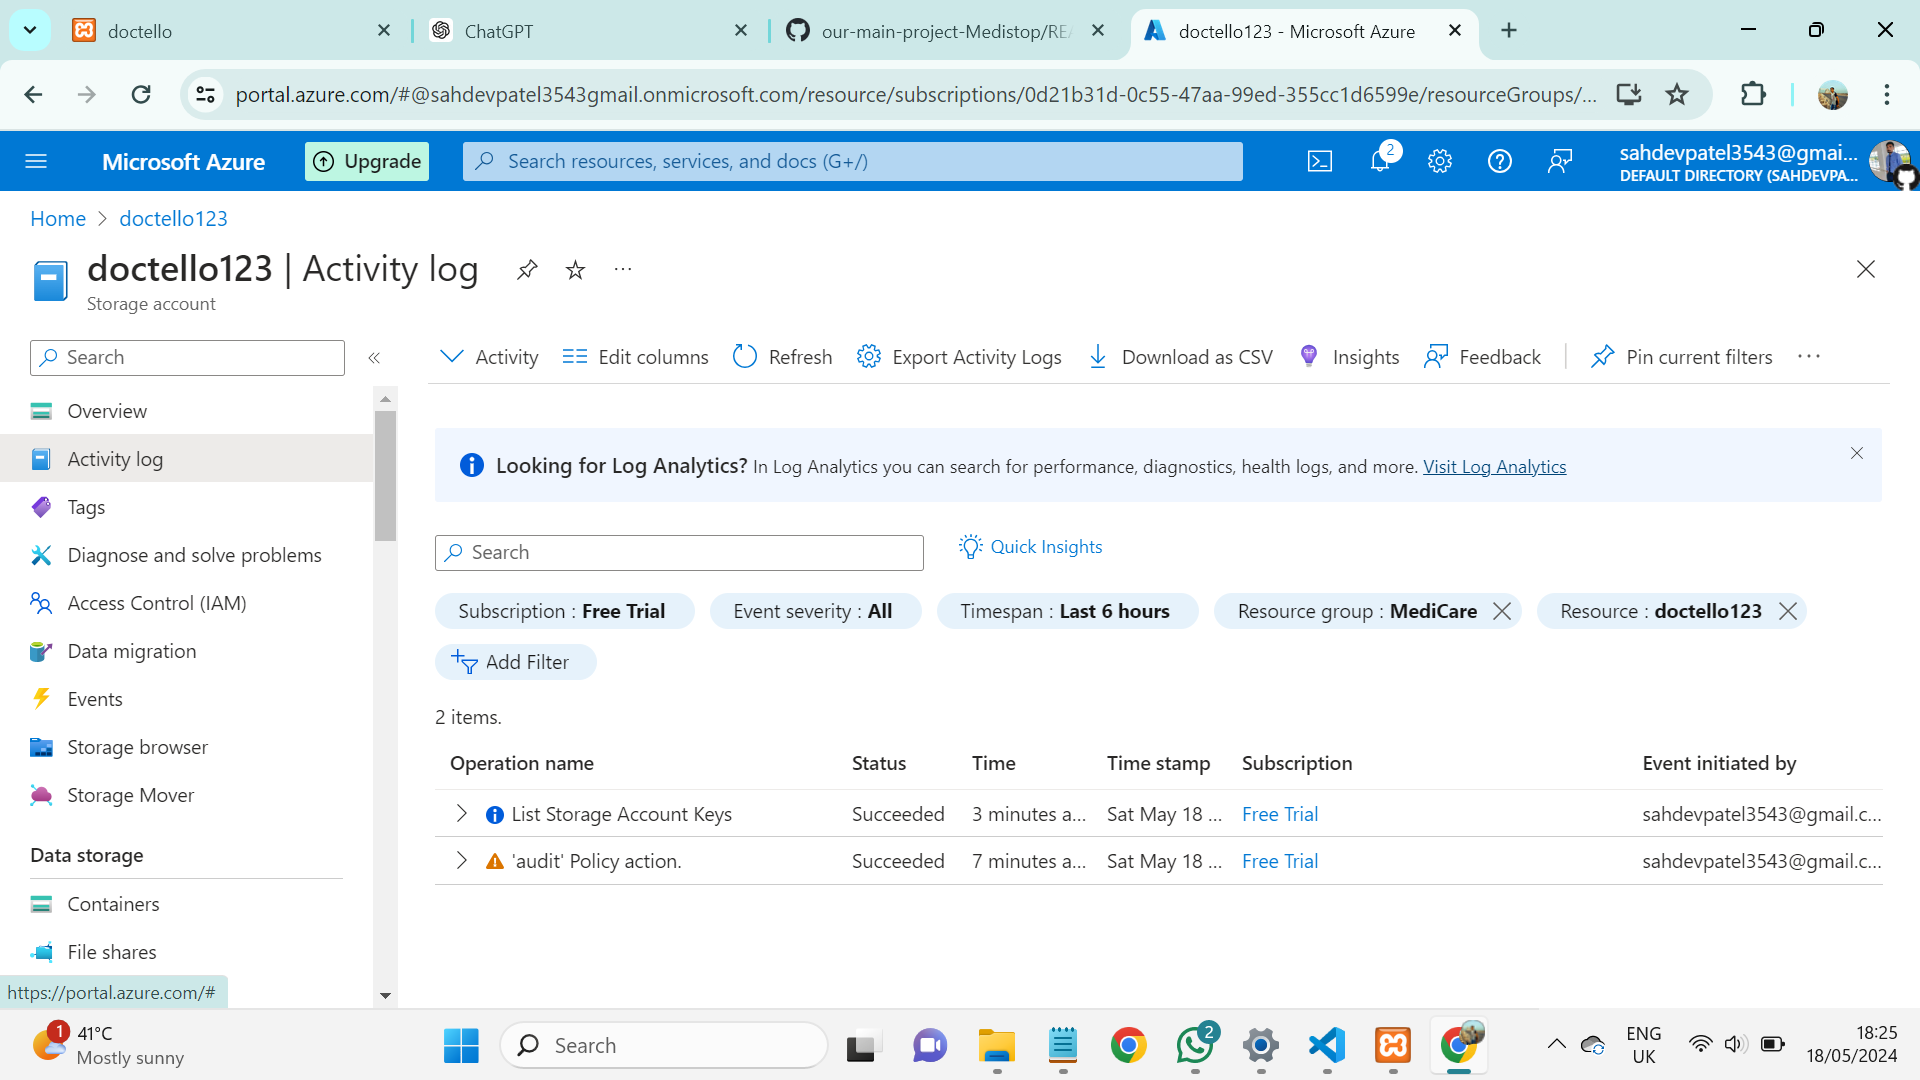 doctello
ChatGPT
our-main-project-Medistop/REA
doctello123 - Microsoft Azure
portal.azure.com/#@sahdevpatel3543gmail.onmicrosoft.com/resource/subscriptions/0d21b31d-0c55-47aa-99ed-355cc1d6599e/resourceGroups/...
Microsoft Azure
Upgrade
Search resources, services, and docs (G+/)
2
sahdevpatel3543@gmai...
DEFAULT DIRECTORY (SAHDEVPA...
Home > doctello123
doctello123 | Activity log
Storage account
Search
Activity
Edit columns
Refresh
Export Activity Logs
Download as CSV
Insights
Feedback
Pin current filters
Overview
Activity log
Tags
Diagnose and solve problems
Access Control (IAM)
Data migration
Events
Storage browser
Storage Mover
Data storage
Containers
File shares
https://portal.azure.com/#
Looking for Log Analytics? In Log Analytics you can search for performance, diagnostics, health logs, and more. Visit Log Analytics
Search
Quick Insights
Subscription : Free Trial
Event severity : All
Timespan : Last 6 hours
Resource group : MediCare
Resource : doctello123
Add Filter
2 items.
Operation name Status Time Time stamp Subscription Event initiated by
List Storage Account Keys Succeeded 3 minutes a... Sat May 18 ... Free Trial sahdevpatel3543@gmail.c...
'audit' Policy action. Succeeded 7 minutes a... Sat May 18 ... Free Trial sahdevpatel3543@gmail.c...
1
41°C
Mostly sunny
Search
2
ENG
UK
18:25
18/05/2024